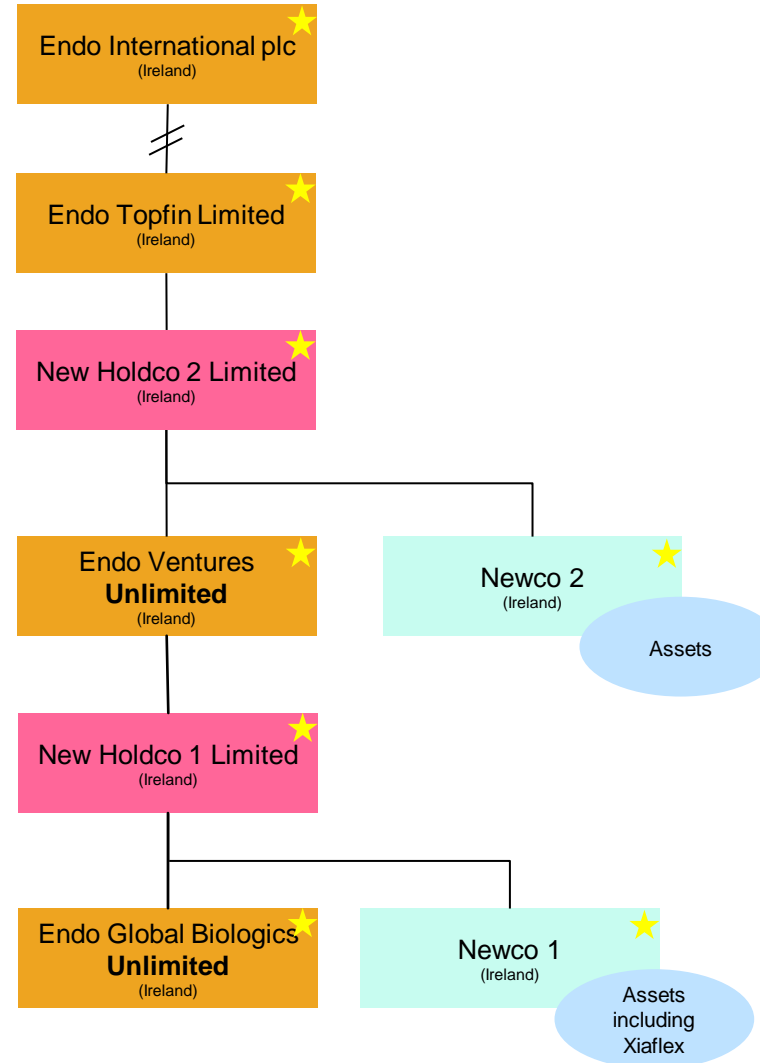 Endo International plc
(Ireland)
Endo Topfin Limited
(Ireland)
New Holdco 2 Limited
(Ireland)
Endo Ventures
Unlimited
(Ireland)
Newco 2
(Ireland)
Assets
New Holdco 1 Limited
(Ireland)
Endo Global Biologics
Unlimited
(Ireland)
Newco 1
(Ireland)
Assets
including
Xiaflex